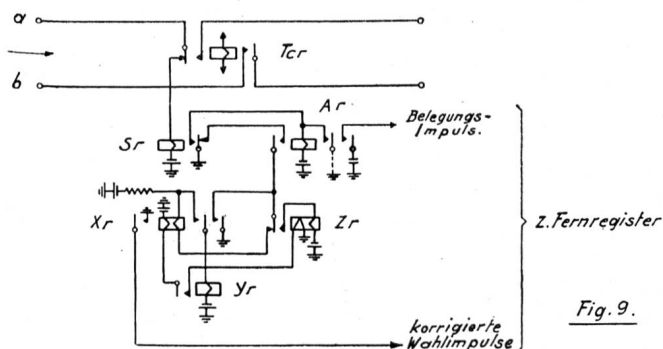 a
Tcr
b
Ar
Belegungs-
Impuls.
Sr
Xr
Zr
z. Fernregister
Yr
Fig. 9.
korrigierte
Wahlimpulse